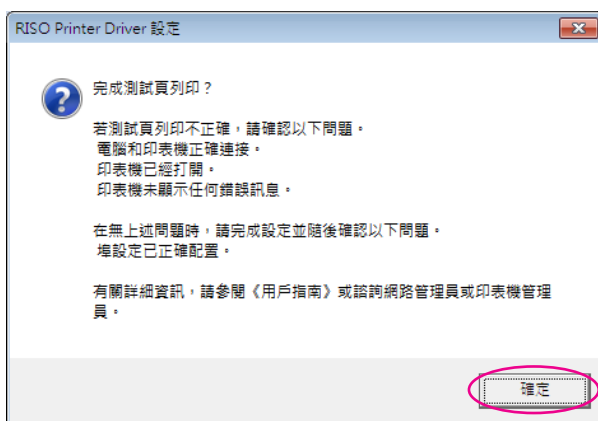 RISO Printer Driver 設定
完成測試頁列印？
若測試頁列印不正確，請確認以下問題。
電腦和印表機正確連接。
印表機已經打開。
印表機未顯示任何錯誤訊息。
在無上述問題時，請完成設定並隨後確認以下問題。
埠設定已正確配置。
有關詳細資訊，請參閱《用戶指南》或諮詢網路管理員或印表機管理
員。
確定